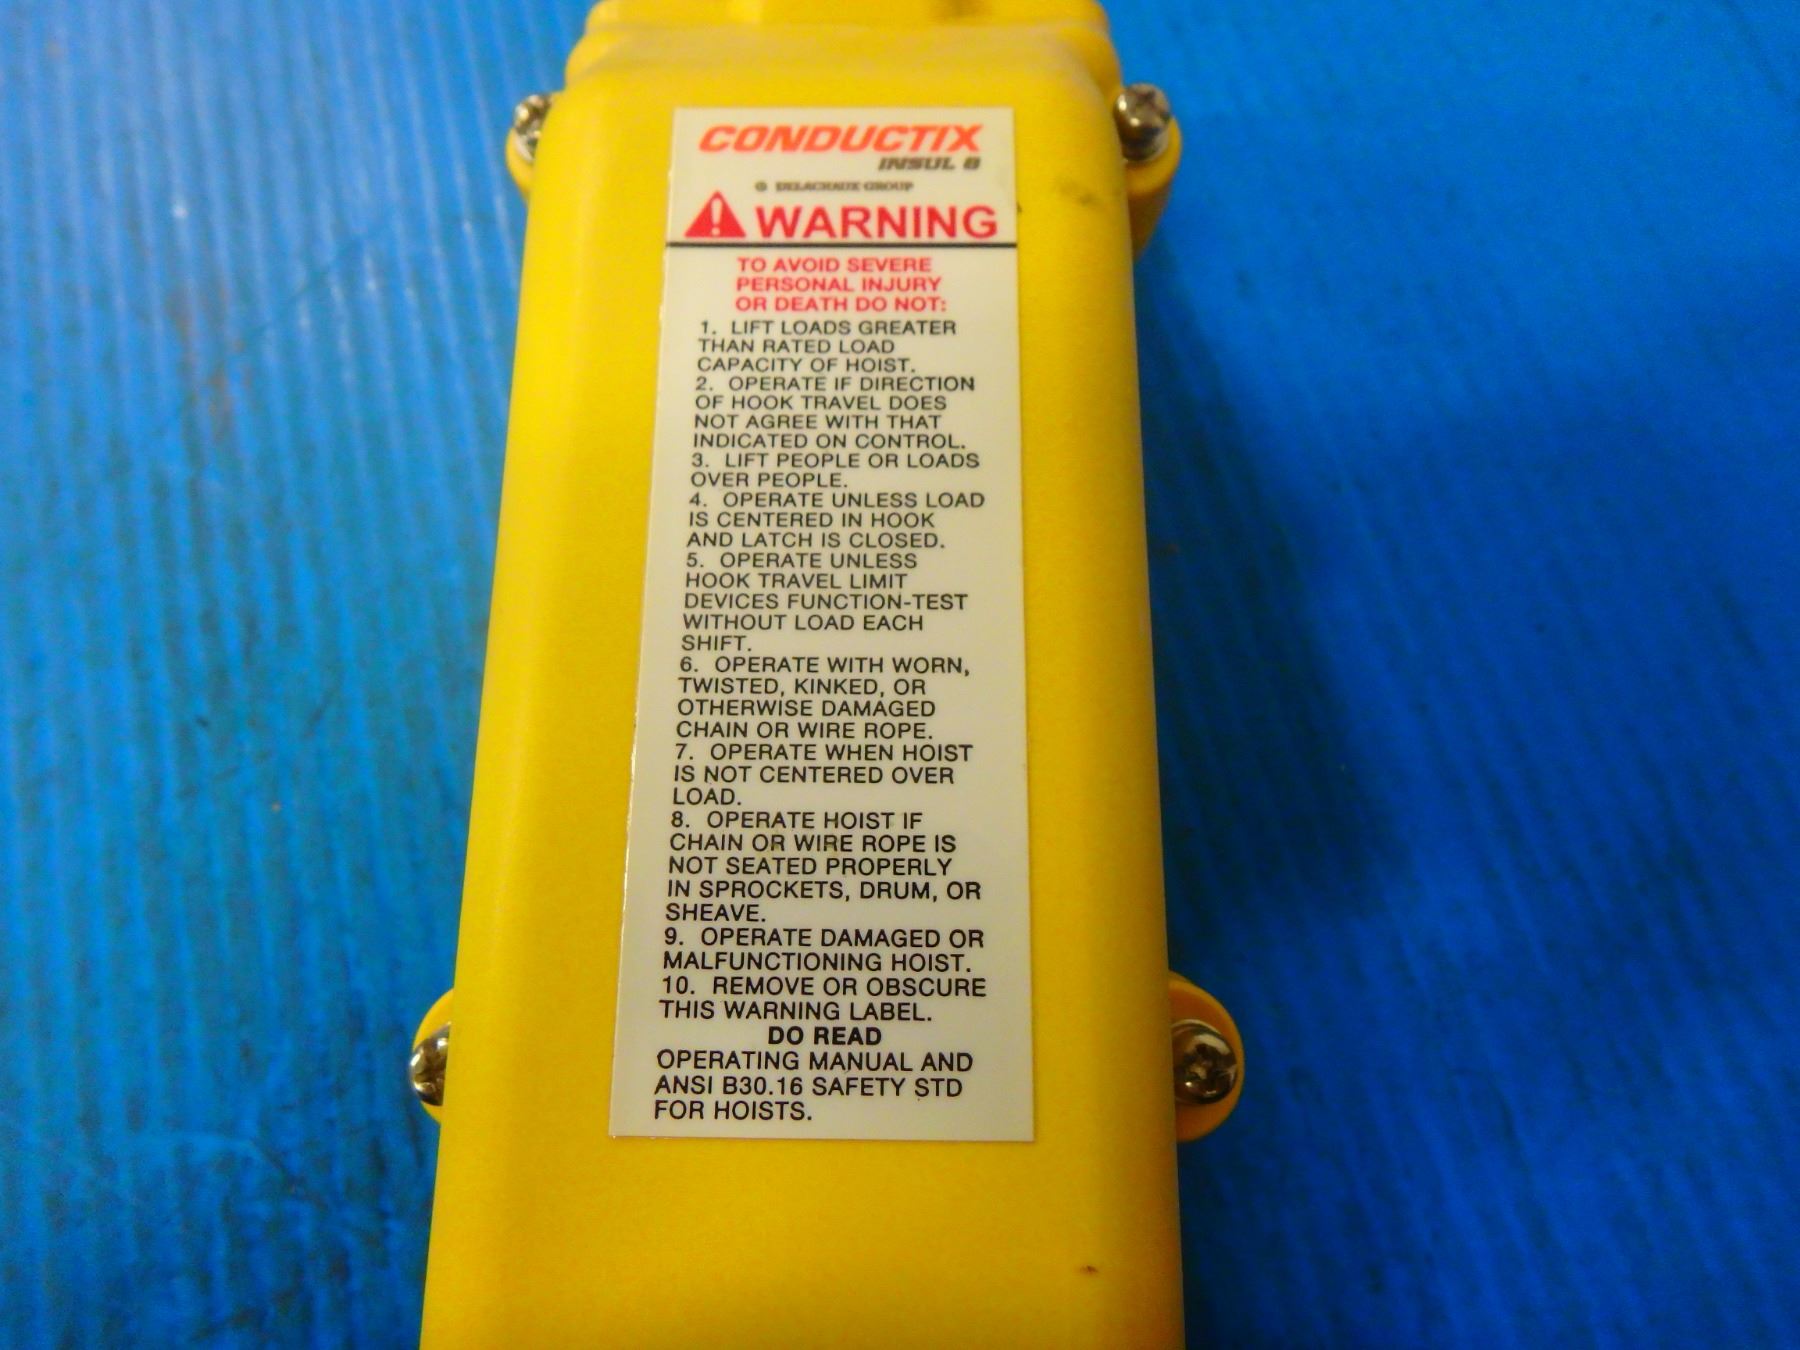 CONDUCTIX
INSUL 8
DELACHAUX GROUP
WARNING
TO AVOID SEVERE
PERSONAL INJURY
OR DEATH DO NOT:
1. LIFT LOADS GREATER
THAN RATED LOAD
CAPACITY OF HOIST.
2. OPERATE IF DIRECTION
OF HOOK TRAVEL DOES
NOT AGREE WITH THAT
INDICATED ON CONTROL.
3. LIFT PEOPLE OR LOADS
OVER PEOPLE.
4. OPERATE UNLESS LOAD
IS CENTERED IN HOOK
AND LATCH IS CLOSED.
5. OPERATE UNLESS
HOOK TRAVEL LIMIT
DEVICES FUNCTION-TEST
WITHOUT LOAD EACH
SHIFT.
6. OPERATE WITH WORN,
TWISTED, KINKED, OR
OTHERWISE DAMAGED
CHAIN OR WIRE ROPE.
7. OPERATE WHEN HOIST
IS NOT CENTERED OVER
LOAD.
8. OPERATE HOIST IF
CHAIN OR WIRE ROPE IS
NOT SEATED PROPERLY
IN SPROCKETS, DRUM, OR
SHEAVE.
9. OPERATE DAMAGED OR
MALFUNCTIONING HOIST.
10. REMOVE OR OBSCURE
THIS WARNING LABEL.
DO READ
OPERATING MANUAL AND
ANSI B30.16 SAFETY STD
FOR HOISTS.